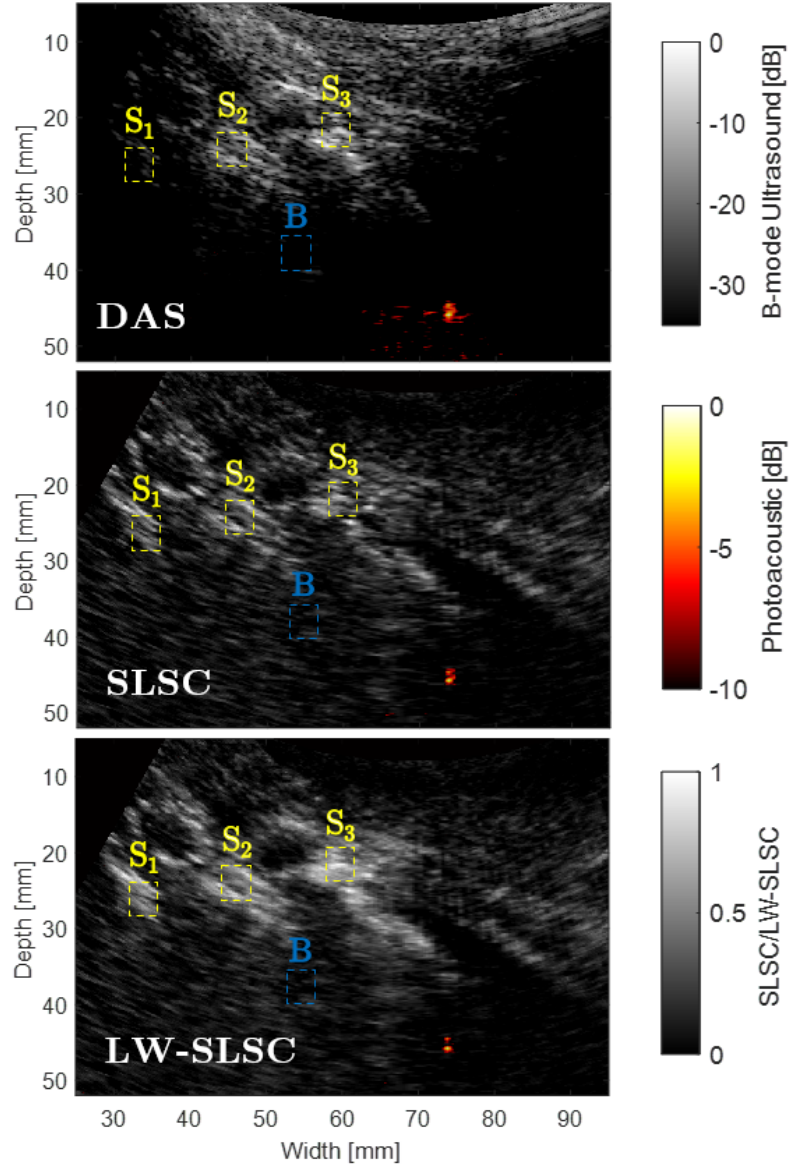 10
20
30
40
50
Depth [mm]
S1
S2
S3
B
DAS
0
-10
-20
-30
B-mode Ultrasound [dB]
10
20
30
40
50
Depth [mm]
S1
S2
S3
B
SLSC
0
-5
-10
Photoacoustic [dB]
10
20
30
40
50
Depth [mm]
S1
S2
S3
B
LW-SLSC
1
0.5
0
SLSC/LW-SLSC
30 40 50 60 70 80 90
Width [mm]